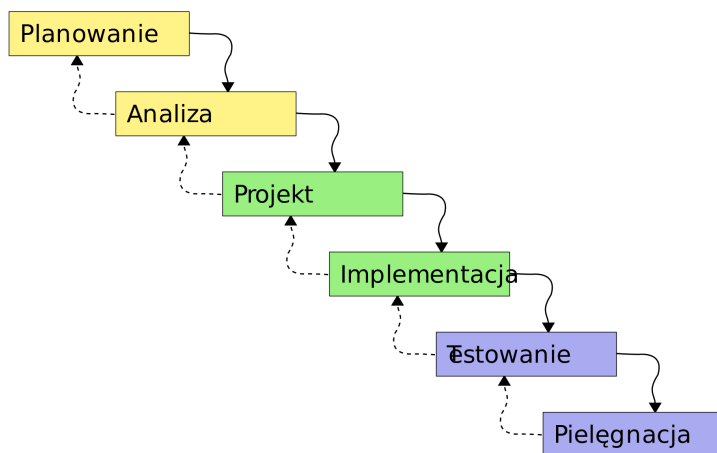 Planowanie
Analiza
Projekt
Implementacja
Testowanie
Pielęgnacja